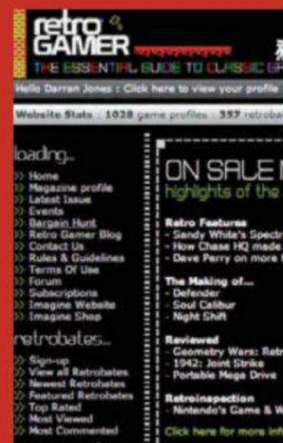 retro
GAMER
THE ESSENTIAL GUIDE TO CLASSIC
Hello Darran Jones : Click here to view your profile
Website Stats : 1028 game profiles : 357
loading...
>> Home
>> Magazine profile
>> Latest Issue
>> Events
>> Bargain Hunt
>> Retro Gamer Blog
>> Contact Us
>> Rules & Guidelines
>> Terms Of Use
>> Forum
>> Subscriptions
>> Imagine Website
>> Imagine Shop
retrobates...
>> Sign-up
>> View all Retrobates
>> Newest Retrobates
>> Featured Retrobates
>> Top Rated
>> Most Viewed
>> Most Commented
ON SALE
highlights of the
Retro Features
- Sandy White's Spectr
- How Chase HQ made
- Dave Perry on more
The Making of...
- Defender
- Soul Calibur
- Night Shift
Reviewed
- Geometry Wars: Retr
- 1942: Joint Strike
- Portable Mega Drive
Retroinspection
- Nintendo's Game & W
Click here for more inf